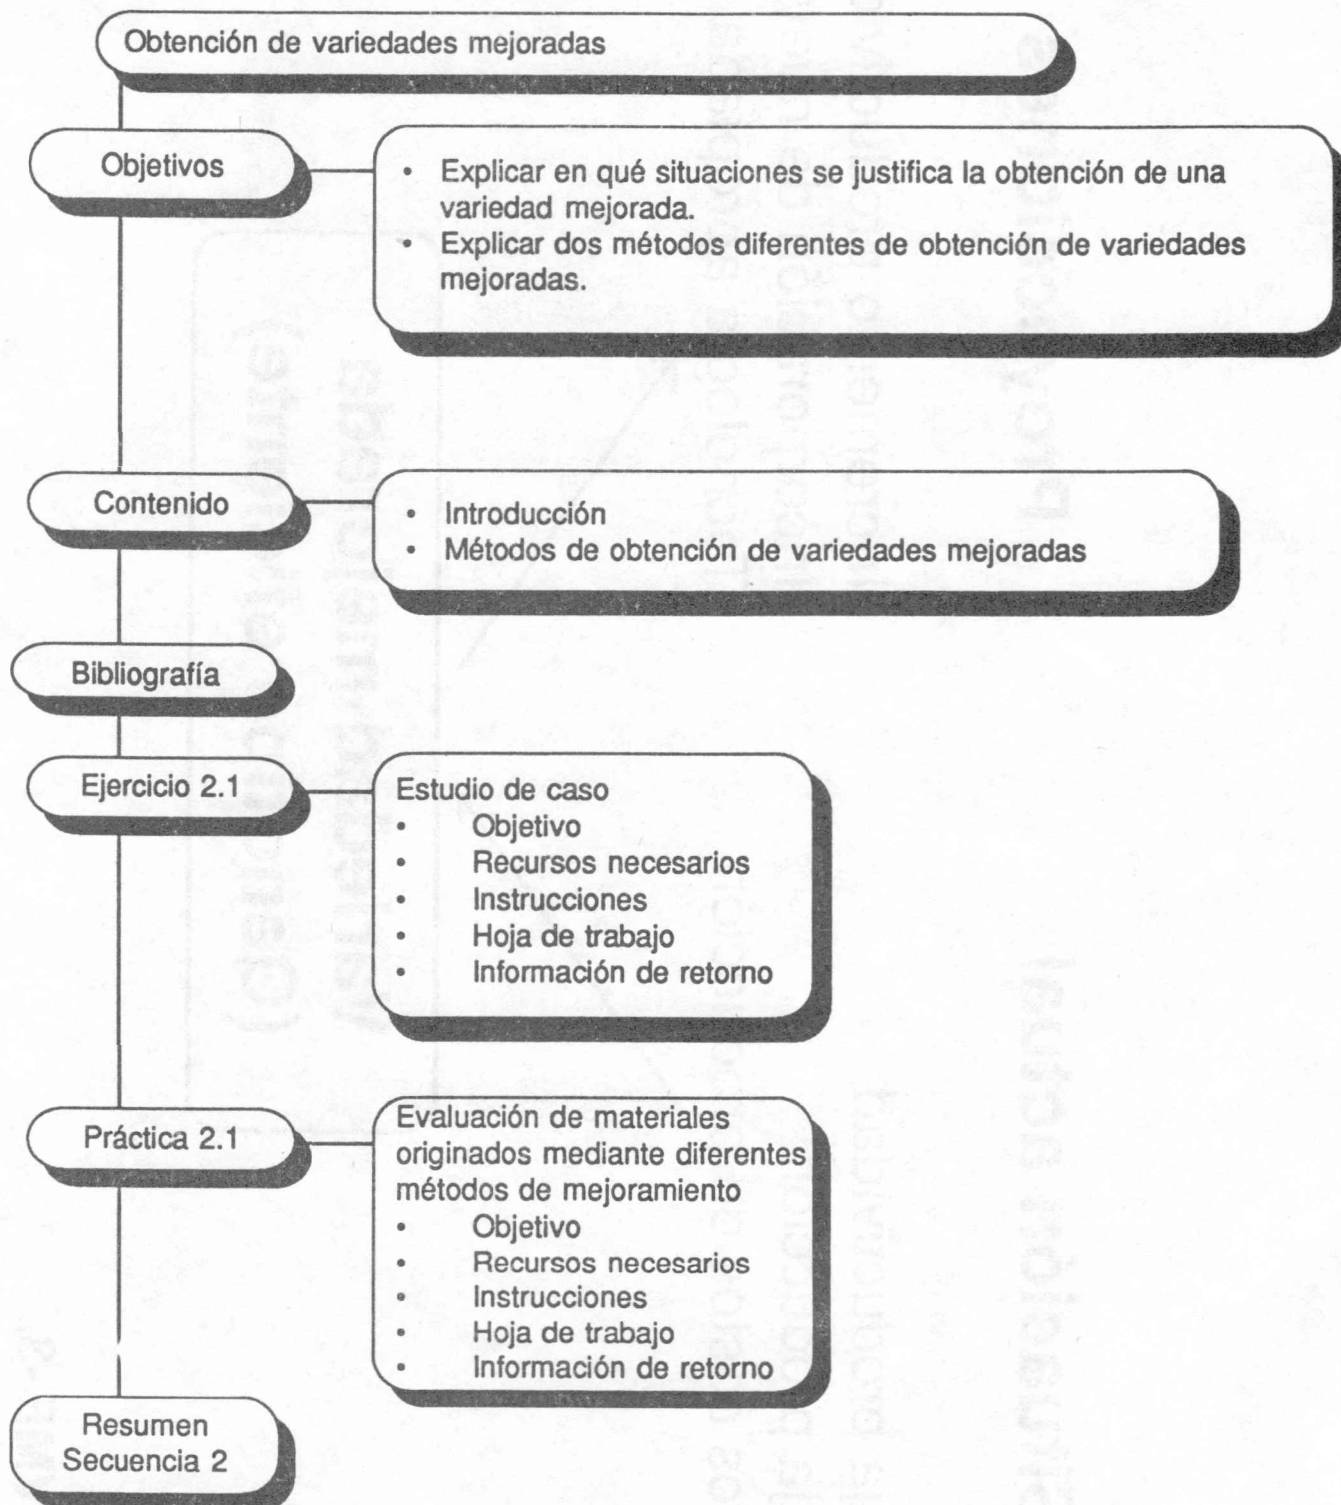 Obtención de variedades mejoradas
Objetivos
• Explicar en qué situaciones se justifica la obtención de una
variedad mejorada.
• Explicar dos métodos diferentes de obtención de variedades
mejoradas.
Contenido
• Introducción
• Métodos de obtención de variedades mejoradas
Bibliografía
Ejercicio 2.1
Estudio de caso
• Objetivo
• Recursos necesarios
• Instrucciones
• Hoja de trabajo
• Información de retorno
Práctica 2.1
Evaluación de materiales
originados mediante diferentes
métodos de mejoramiento
• Objetivo
• Recursos necesarios
• Instrucciones
• Hoja de trabajo
• Información de retorno
Resumen
Secuencia 2